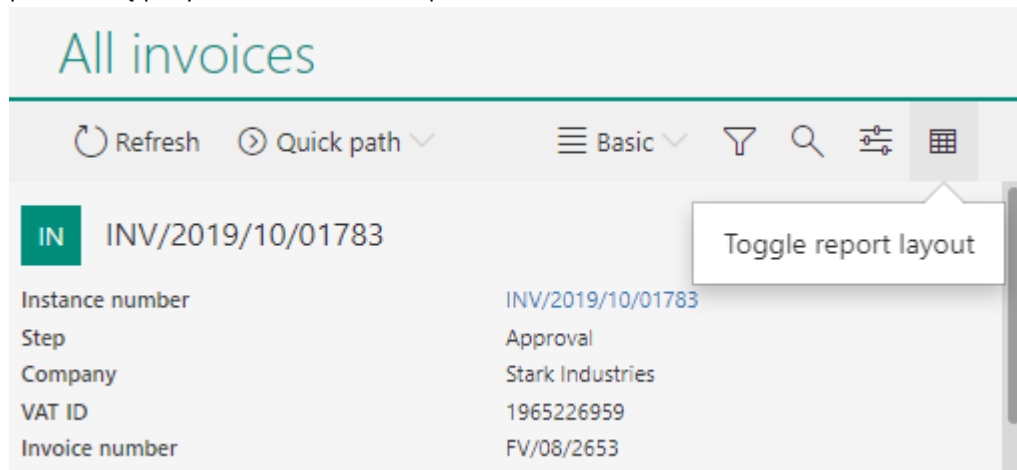 All invoices
Refresh Quick path Basic
IN INV/2019/10/01783
Toggle report layout
Instance number INV/2019/10/01783
Step Approval
Company Stark Industries
VAT ID 1965226959
Invoice number FV/08/2653